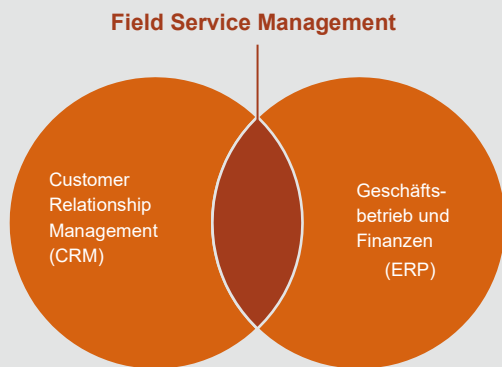 Field Service Management
Customer
Relationship
Management
(CRM)
Geschäfts-
betrieb und
Finanzen
(ERP)